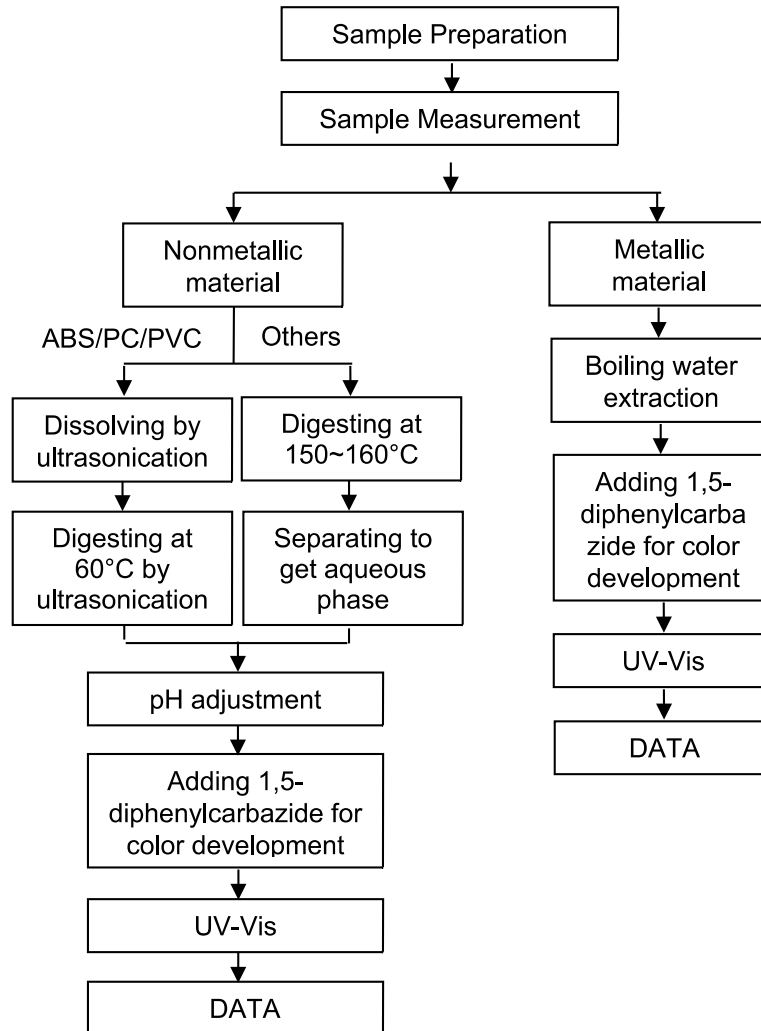 Sample Preparation
Sample Measurement
Nonmetallic
material
ABS/PC/PVC
Others
Dissolving by
ultrasonication
Digesting at
150~160°C
Digesting at
60°C by
ultrasonication
Separating to
get aqueous
phase
pH adjustment
Adding 1,5-
diphenylcarbazide for
color development
UV-Vis
DATA
Metallic
material
Boiling water
extraction
Adding 1,5-
diphenylcarba
zide for color
development
UV-Vis
DATA